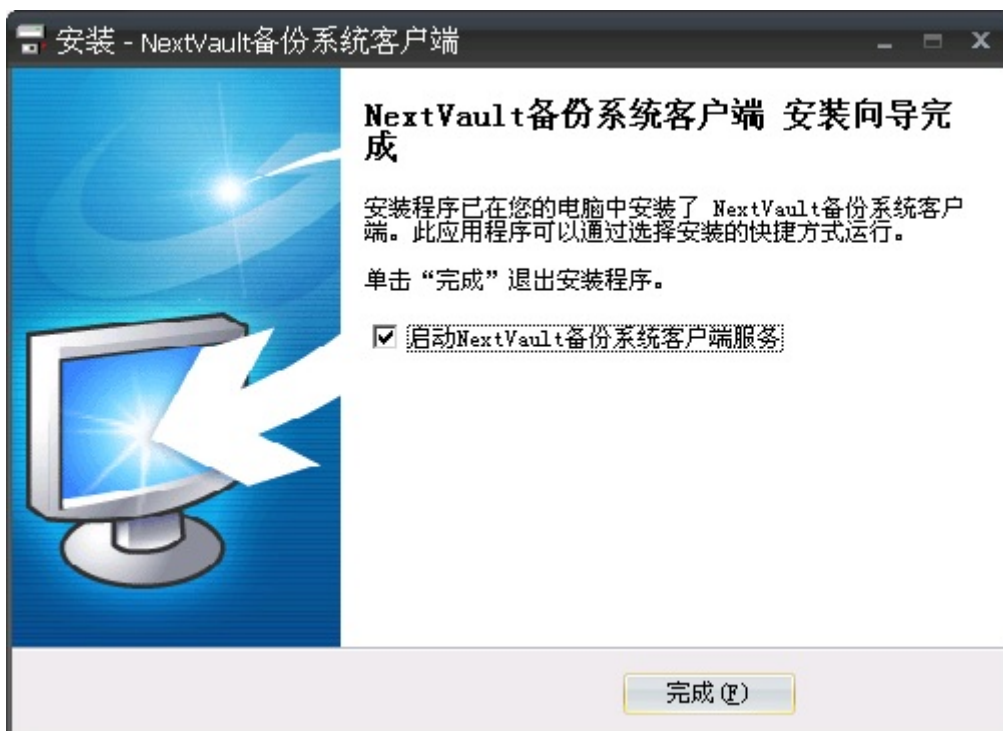 安装 - NextVault备份系统客户端
NextVault备份系统客户端 安装向导完
成
安装程序已在您的电脑中安装了 NextVault备份系统客户
端。此应用程序可以通过选择安装的快捷方式运行。
单击“完成”退出安装程序。
启动NextVault备份系统客户端服务
完成(F)